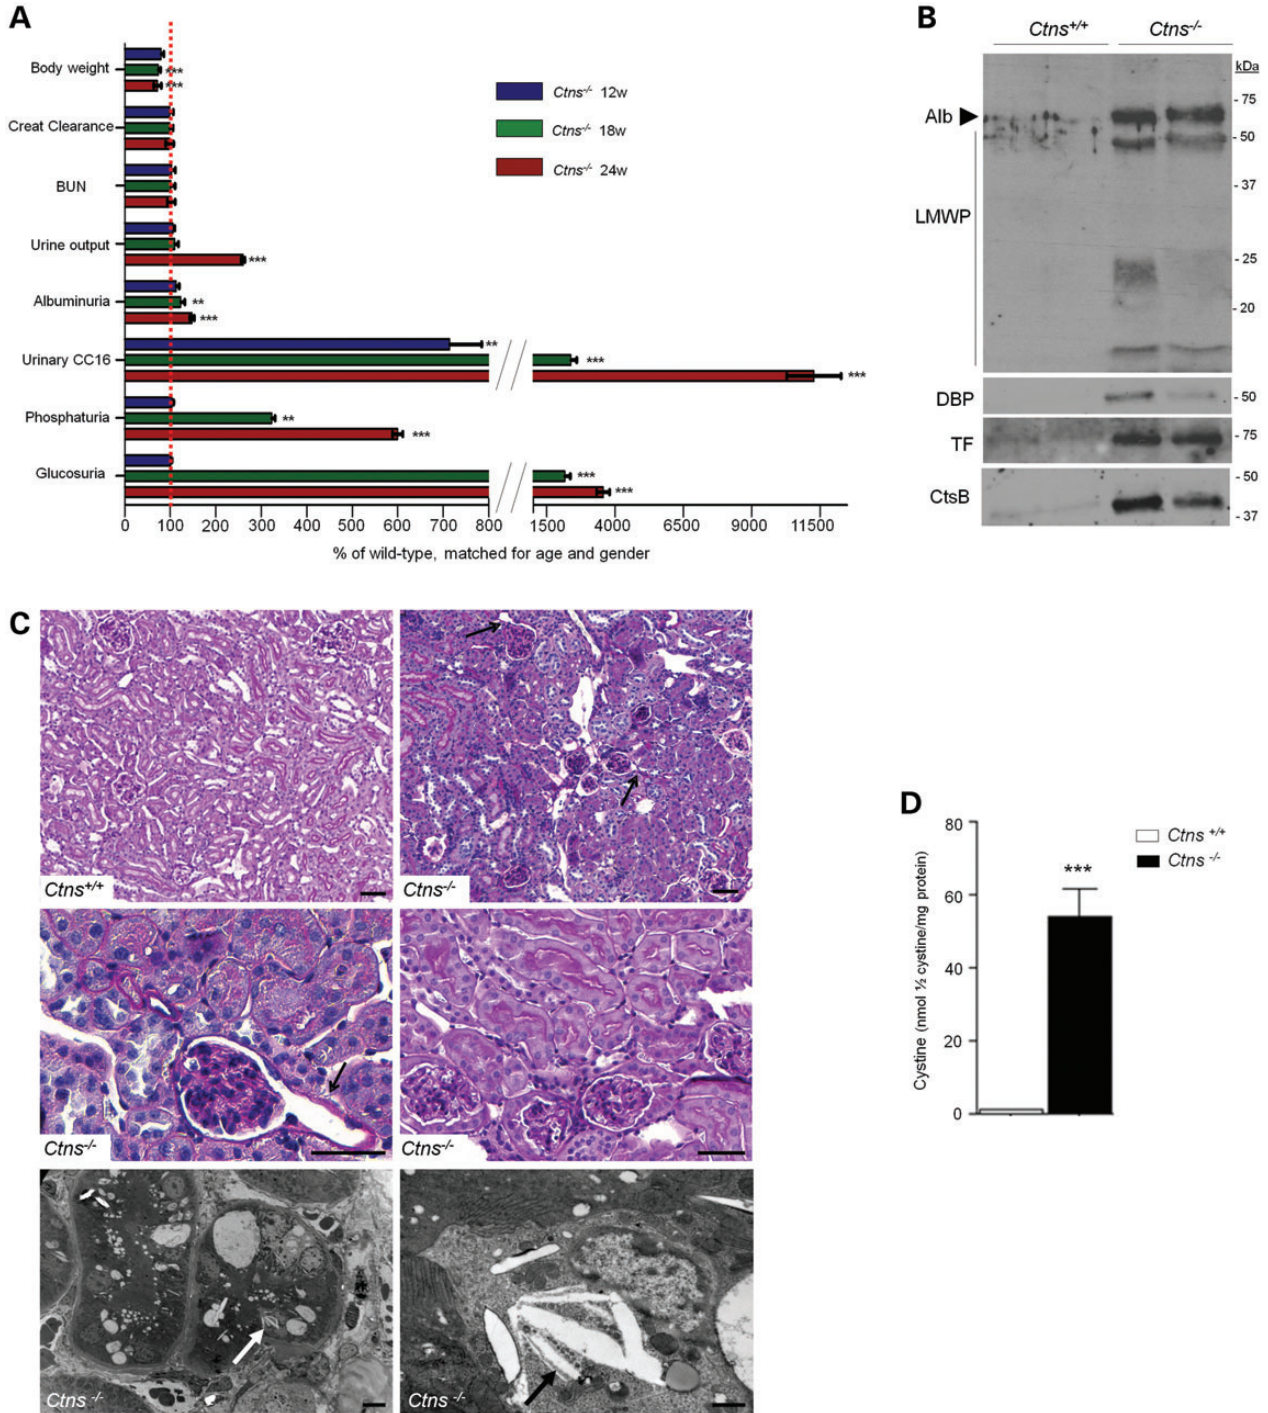 A
Body weight
***
***
Creat Clearance
BUN
Urine output
***
Albuminuria
**
***
Urinary CC16
**
***
***
Phosphaturia
**
***
Glucosuria
***
***
Ctns-/- 12w
Ctns-/- 18w
Ctns-/- 24w
0 100 200 300 400 500 600 700 800 1500 4000 6500 9000 11500
% of wild-type, matched for age and gender
B
Ctns+/+ Ctns-/-
kDa
Alb
- 75
- 50
- 37
LMWP
- 25
- 20
DBP
- 50
TF
- 75
CtsB
- 50
- 37
C
Ctns+/+
Ctns-/-
Ctns-/-
Ctns-/-
Ctns -/-
Ctns -/-
D
Cystine (nmol ½ cystine/mg protein)
80
60
40
20
0
***
Ctns +/+
Ctns -/-